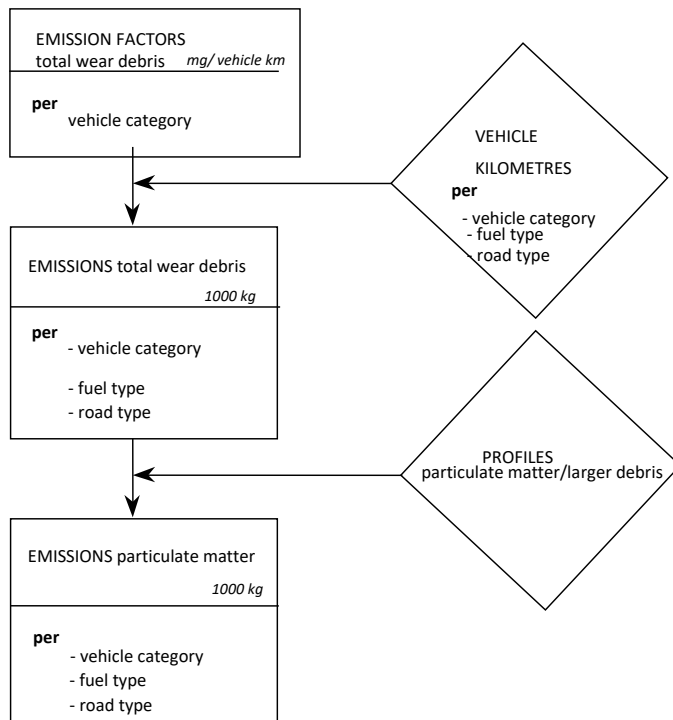 EMISSION FACTORS
total wear debris mg/ vehicle km
per
vehicle category
VEHICLE
KILOMETRES
per
- vehicle category
- fuel type
- road type
EMISSIONS total wear debris
1000 kg
per
- vehicle category
- fuel type
- road type
PROFILES
particulate matter/larger debris
EMISSIONS particulate matter
1000 kg
per
- vehicle category
- fuel type
- road type